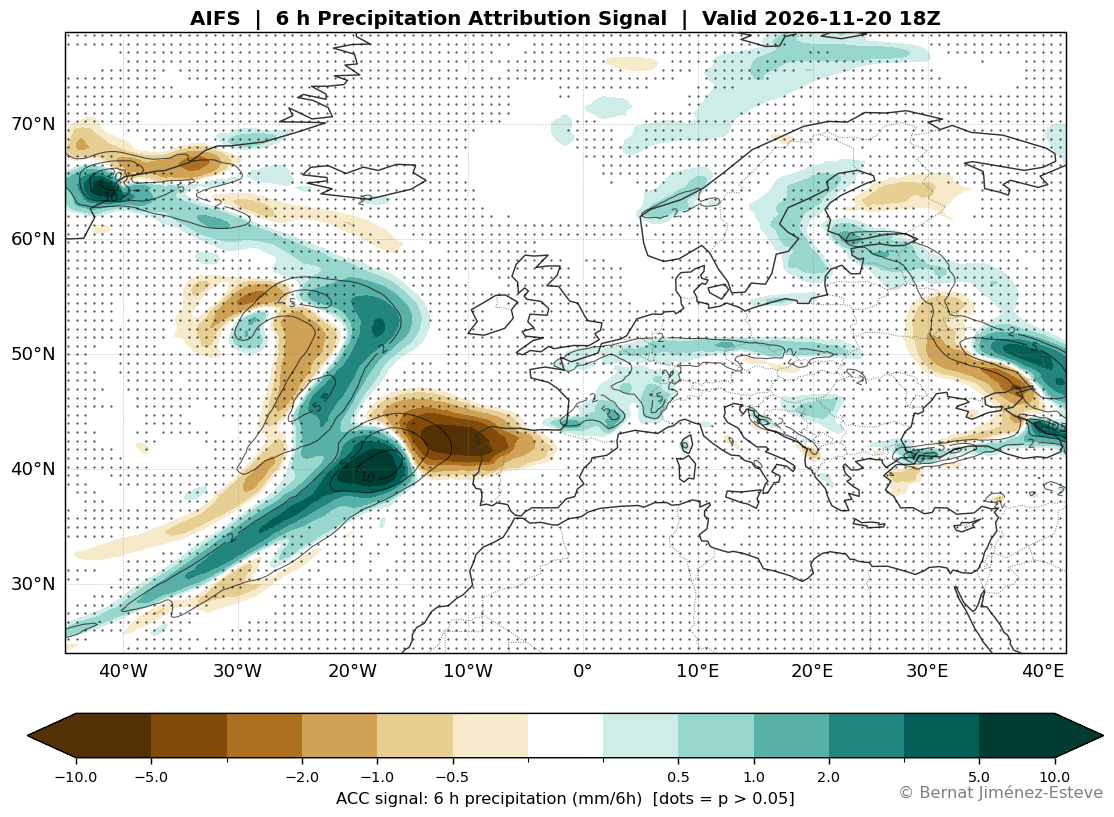 AIFS | 6 h Precipitation Attribution Signal | Valid 2026-11-20 18Z
70°N
60°N
50°N
40°N
30°N
40°W 30°W 20°W 10°W 0° 10°E 20°E 30°E 40°E
−10.0 −5.0 −2.0 −1.0 −0.5 0.5 1.0 2.0 5.0 10.0
ACC signal: 6 h precipitation (mm/6h) [dots = p > 0.05]
© Bernat Jiménez-Esteve